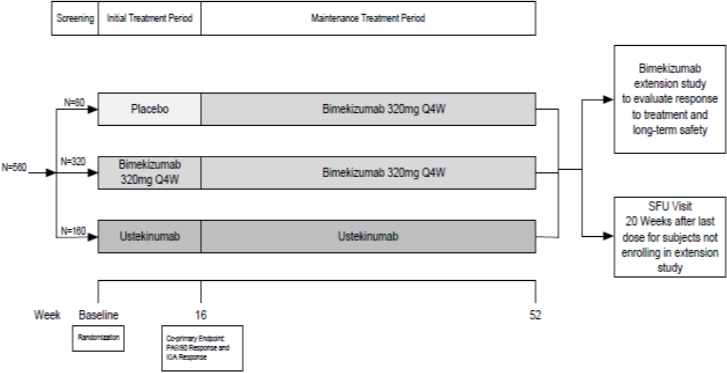 Screening
Initial Treatment Period
Maintenance Treatment Period
N=560
N=80
Placebo
Bimekizumab 320mg Q4W
N=320
Bimekizumab
320mg Q4W
Bimekizumab 320mg Q4W
N=160
Ustekinumab
Ustekinumab
Bimekizumab
extension study
to evaluate response
to treatment and
long-term safety
SFU Visit
20 Weeks after last
dose for subjects not
enrolling in extension
study
Week
Baseline
16
52
Randomization
Co-primary Endpoint:
PASI90 Response and
IGA Response